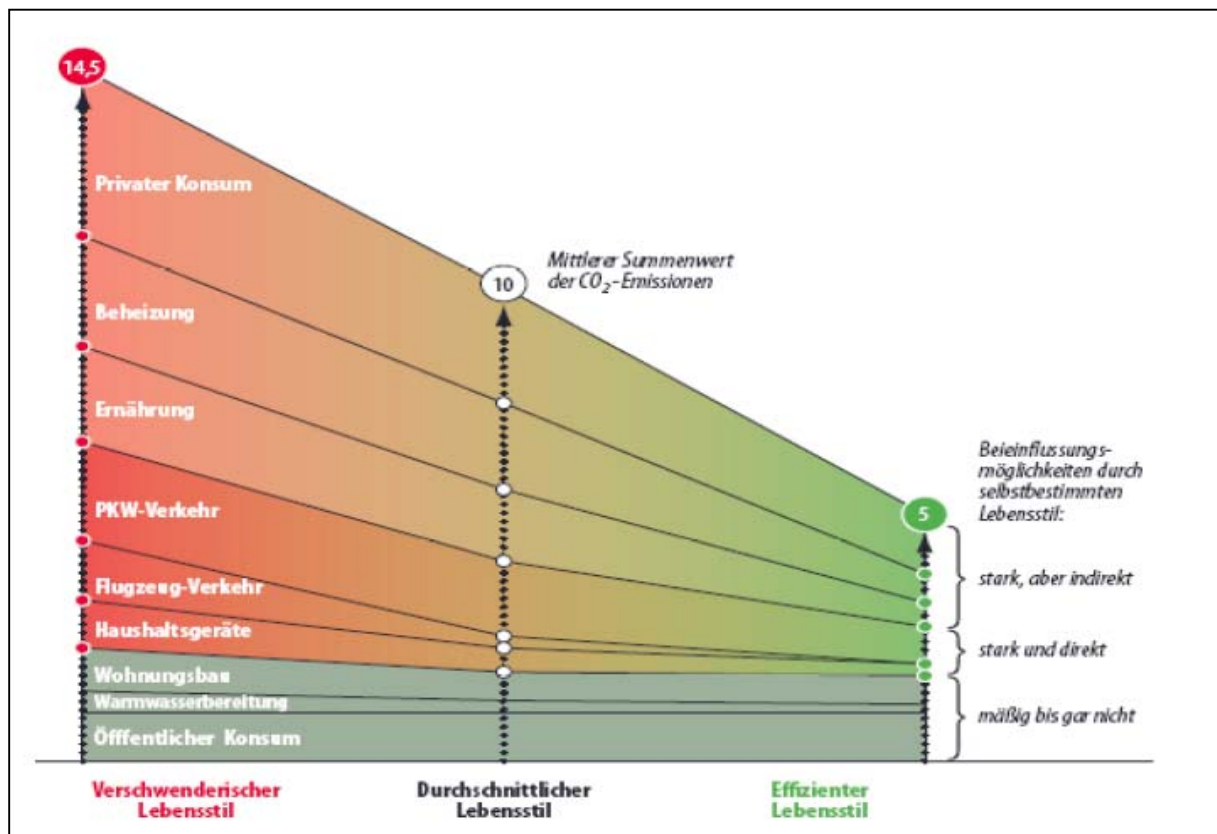 14,5
Privater Konsum
Beheizung
Ernährung
PKW-Verkehr
Flugzeug-Verkehr
Haushaltsgeräte
Wohnungsbau
Warmwasserbereitung
Öfffentlicher Konsum
10
Mittlerer Summenwert
der CO₂-Emissionen
5
Beieinflussungs-
möglichkeiten durch
selbstbestimmten
Lebensstil:
stark, aber indirekt
stark und direkt
mäßig bis gar nicht
Verschwenderischer
Lebensstil
Durchschnittlicher
Lebensstil
Effizienter
Lebensstil